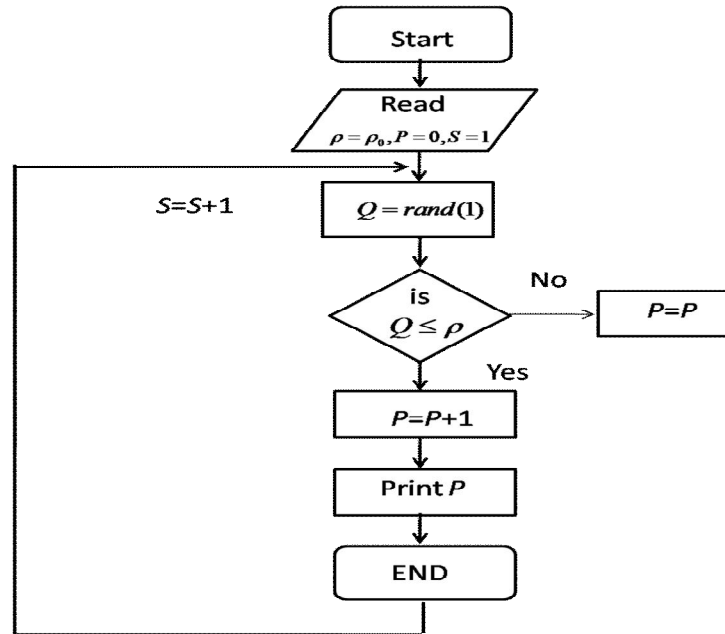 Start
Read
ρ = ρ₀, P = 0, S = 1
S=S+1
Q = rand(1)
is
Q ≤ ρ
No
P=P
Yes
P=P+1
Print P
END